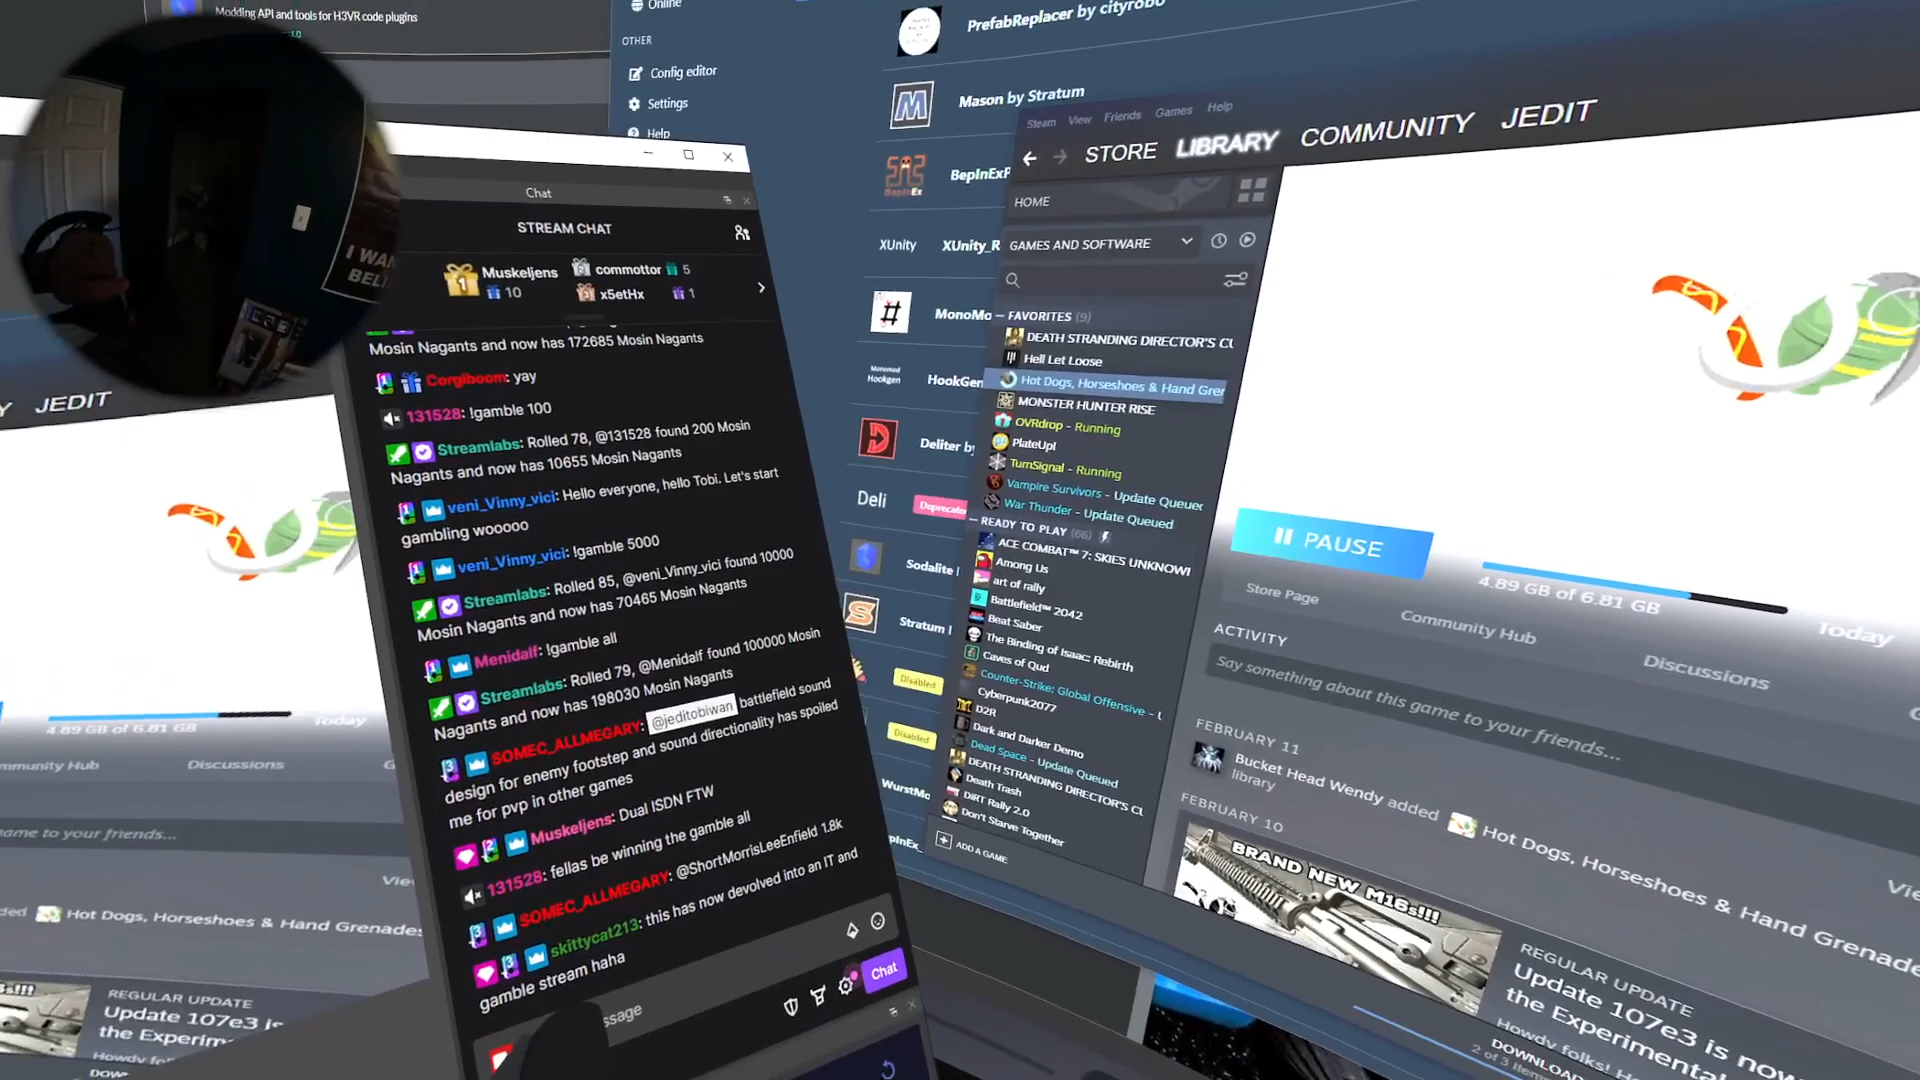 Modding API and tools for H3VR code plugins
Online
OTHER
Config editor
Settings
Help
PrefabReplacer by cityrobo
Mason by Stratum
BepInEx
XUnity
MonoMo
Monomod
Hookgen
HookGen
Deliter by
Deli
Sodalite
Stratum
Disabled
Disabled
I WAN
BELI
JEDIT
4.89 GB of 6.81 GB
Today
Discussions
ame to your friends...
Hot Dogs, Horseshoes & Hand Grenades
REGULAR UPDATE
Update 107e3 is
the Experim
Chat
STREAM CHAT
Muskeljens
10
commottor 5
x5etHx 1
Mosin Nagants and now has 172685 Mosin Nagants
Corgiboom: yay
131528: !gamble 100
Streamlabs: Rolled 78, @131528 found 200 Mosin
Nagants and now has 10655 Mosin Nagants
veni_Vinny_vici: Hello everyone, hello Tobi. Let's start
gambling wooooo
veni_Vinny_vici: !gamble 5000
Streamlabs: Rolled 85, @veni_Vinny_vici found 10000
Mosin Nagants and now has 70465 Mosin Nagants
Menidalf: !gamble all
Streamlabs: Rolled 79, @Menidalf found 100000 Mosin
Nagants and now has 198030 Mosin Nagants
SOMEC_ALLMEGARY: @jeditobiwan battlefield sound
design for enemy footstep and sound directionality has spoiled
me for pvp in other games
Muskeljens: Dual ISDN FTW
131528: fellas be winning the gamble all
SOMEC_ALLMEGARY: @ShortMorrisLeeEnfield 1.8k
skittycat213: this has now devolved into an IT and
gamble stream haha
ssage
Chat
Steam View Friends Games Help
STORE LIBRARY COMMUNITY JEDIT
HOME
GAMES AND SOFTWARE
FAVORITES (9)
DEATH STRANDING DIRECTOR'S CU
Hell Let Loose
Hot Dogs, Horseshoes & Hand Gren
MONSTER HUNTER RISE
OVRdrop - Running
PlateUp!
TurnSignal - Running
Vampire Survivors - Update Queued
War Thunder - Update Queued
READY TO PLAY (66)
ACE COMBAT™ 7: SKIES UNKNOWN
Among Us
art of rally
Battlefield™ 2042
Beat Saber
The Binding of Isaac: Rebirth
Caves of Qud
Counter-Strike: Global Offensive - U
Cyberpunk2077
D2R
Dark and Darker Demo
Dead Space - Update Queued
DEATH STRANDING DIRECTOR'S CU
Death Trash
DiRT Rally 2.0
Don't Starve Together
ADD A GAME
PAUSE
4.89 GB of 6.81 GB
Today
Store Page
Community Hub
Discussions
ACTIVITY
Say something about this game to your friends...
FEBRUARY 11
Bucket Head Wendy added Hot Dogs, Horseshoes & Hand Grenades
library
FEBRUARY 10
BRAND NEW M16s!!!
REGULAR UPDATE
Update 107e3 is now
the Experimental
Howdy folks!
DOWNLOAD
2 of 3 Items